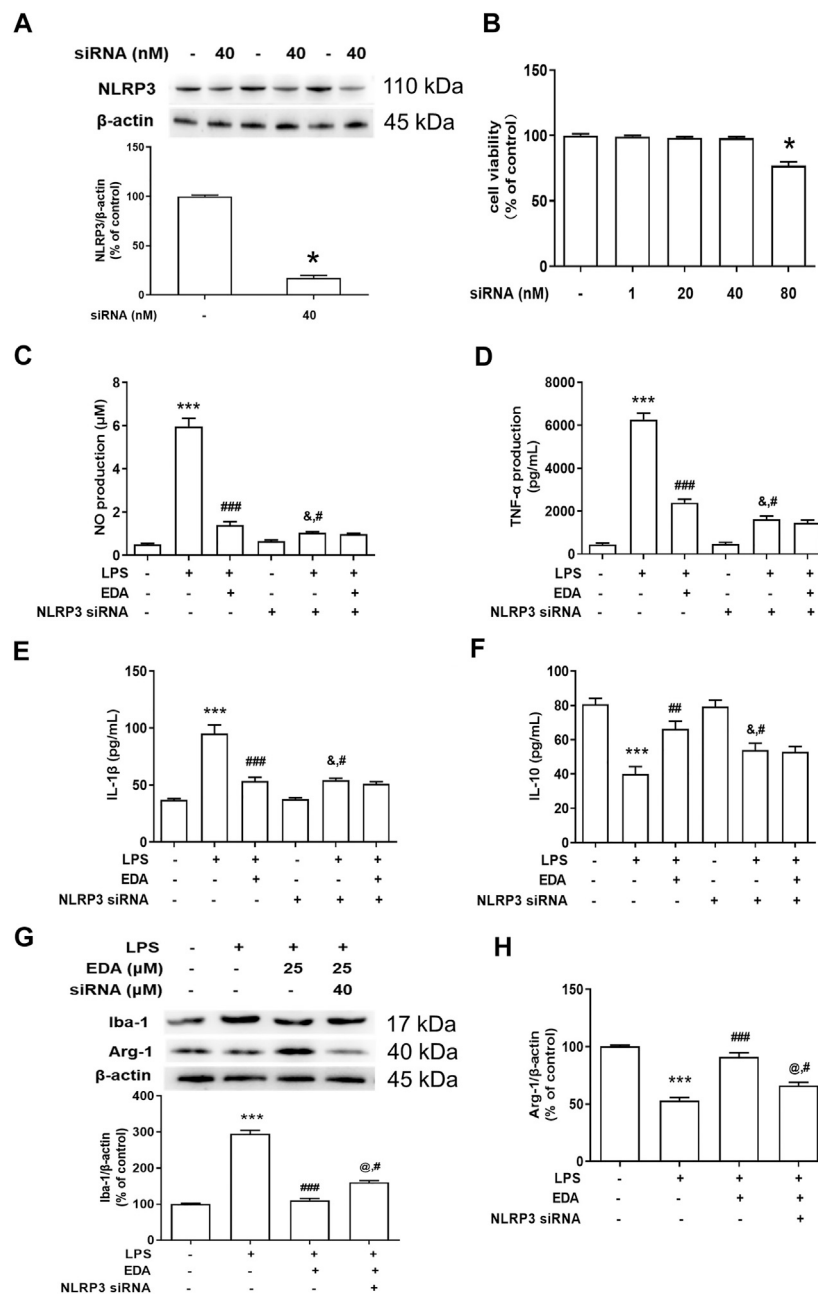 A
siRNA (nM) - 40 - 40 - 40
NLRP3 110 kDa
β-actin 45 kDa
NLRP3/β-actin
(% of control)
150
100
50
0
*
siRNA (nM) - 40
B
cell viability
(% of control)
150
100
50
0
*
siRNA (nM) - 1 20 40 80
C
NO production (μM)
8
6
4
2
0
***
###
&,#
LPS - + + - + +
EDA - - + - - +
NLRP3 siRNA - - - + + +
D
TNF-α production
(pg/mL)
8000
6000
4000
2000
0
***
###
&,#
LPS - + + - + +
EDA - - + - - +
NLRP3 siRNA - - - + + +
E
IL-1β (pg/mL)
150
100
50
0
***
###
&,#
LPS - + + - + +
EDA - - + - - +
NLRP3 siRNA - - - + + +
F
IL-10 (pg/mL)
100
80
60
40
20
0
***
##
&,#
LPS - + + - + +
EDA - - + - - +
NLRP3 siRNA - - - + + +
G
LPS - + + +
EDA (μM) - - 25 25
siRNA (μM) - - - 40
Iba-1 17 kDa
Arg-1 40 kDa
β-actin 45 kDa
Iba-1/β-actin
(% of control)
400
300
200
100
0
***
###
@,#
LPS - + + +
EDA - - + +
NLRP3 siRNA - - - +
H
Arg-1/β-actin
(% of control)
150
100
50
0
***
###
@,#
LPS - + + +
EDA - - + +
NLRP3 siRNA - - - +